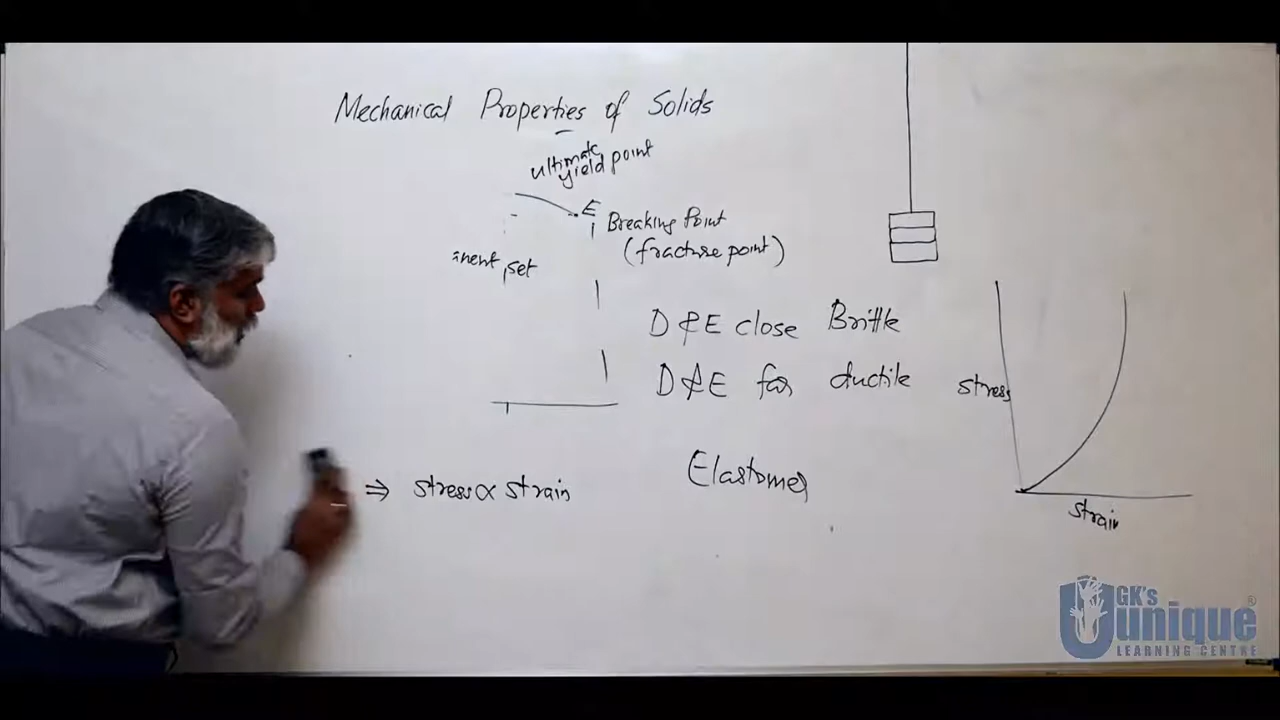 Mechanical Properties of Solids
ultimate
yield point
E
Breaking Point
(fracture point)
set
D & E close Brittle
D & E far ductile
stress
⇒ stress ∝ strain
Elastomer
strain
GK's
unique®
LEARNING CENTRE